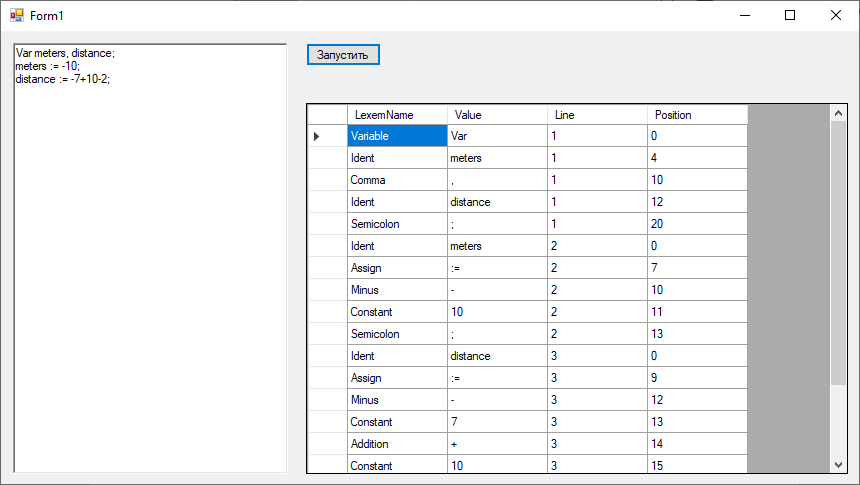 Form1
Var meters, distance;
meters := -10;
distance := -7+10-2;
Запустить
LexemName Value Line Position
Variable Var 1 0
Ident meters 1 4
Comma , 1 10
Ident distance 1 12
Semicolon ; 1 20
Ident meters 2 0
Assign := 2 7
Minus - 2 10
Constant 10 2 11
Semicolon ; 2 13
Ident distance 3 0
Assign := 3 9
Minus - 3 12
Constant 7 3 13
Addition + 3 14
Constant 10 3 15